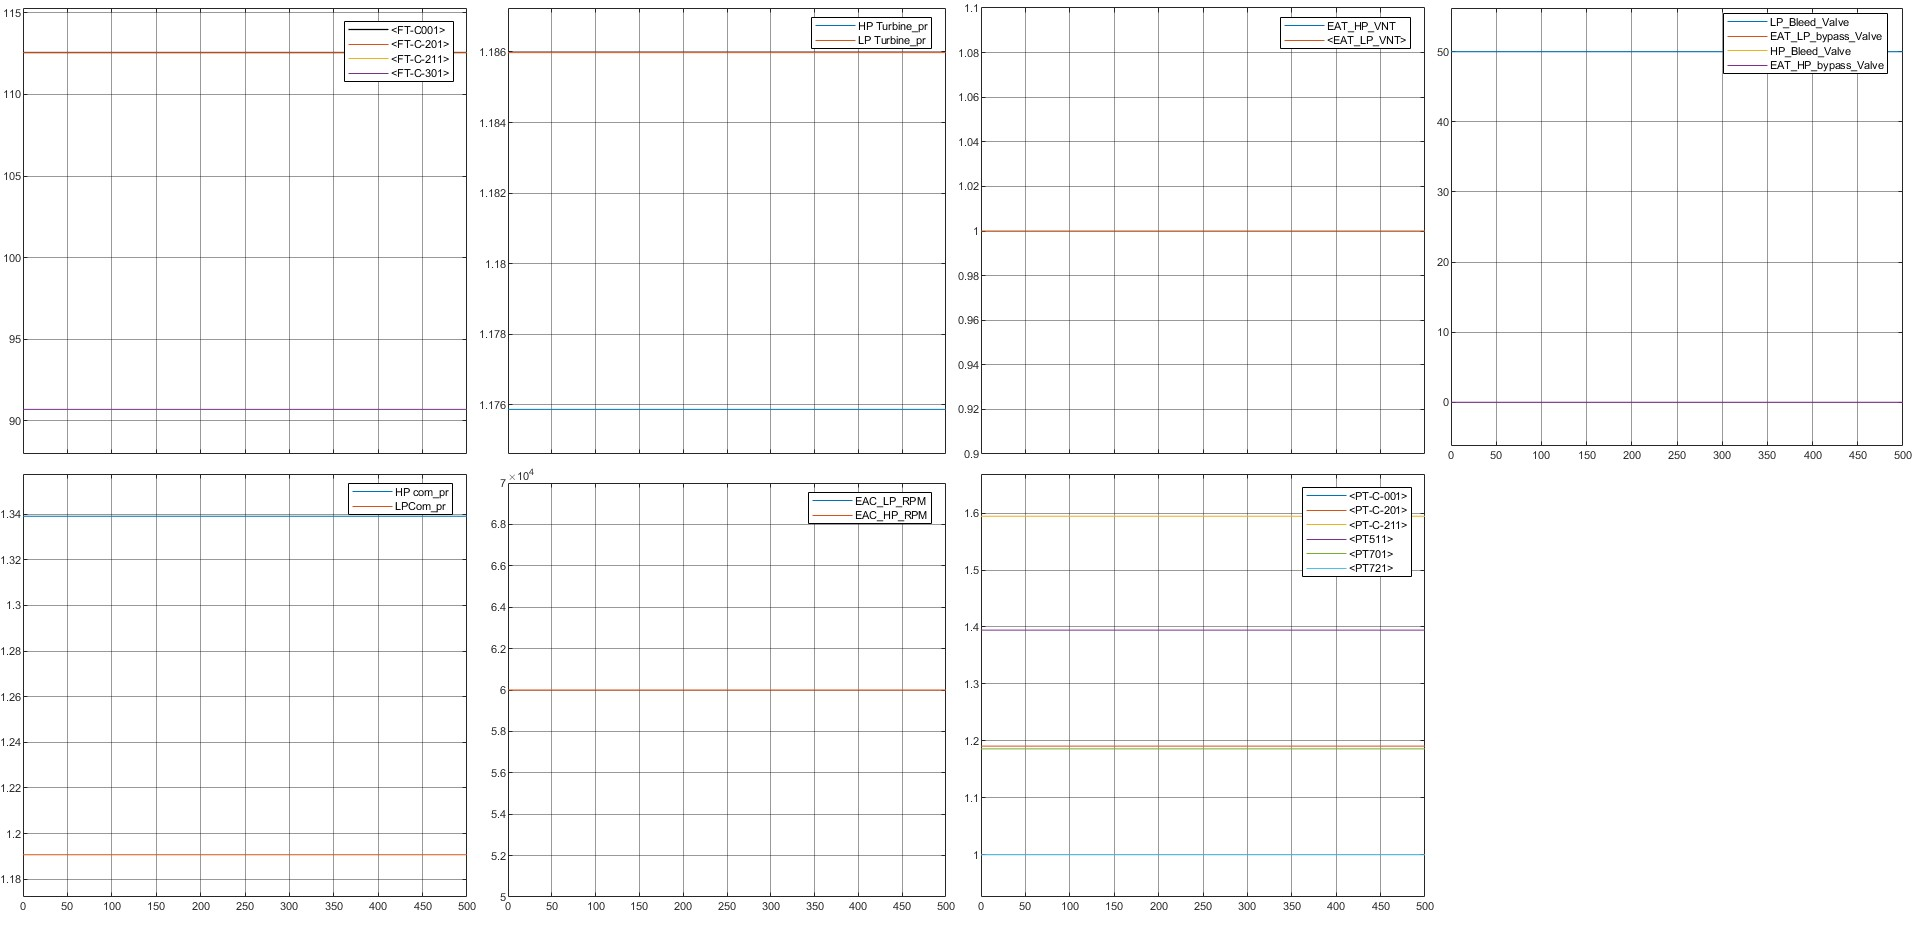 115
110
105
100
95
90
<FT-C001>
<FT-C-201>
<FT-C-211>
<FT-C-301>
1.186
1.184
1.182
1.18
1.178
1.176
HP Turbine_pr
LP Turbine_pr
1.1
1.08
1.06
1.04
1.02
1
0.98
0.96
0.94
0.92
0.9
EAT_HP_VNT
<EAT_LP_VNT>
50
40
30
20
10
0
LP_Bleed_Valve
EAT_LP_bypass_Valve
HP_Bleed_Valve
EAT_HP_bypass_Valve
0 50 100 150 200 250 300 350 400 450 500
1.34
1.32
1.3
1.28
1.26
1.24
1.22
1.2
1.18
HP com_pr
LPCom_pr
0 50 100 150 200 250 300 350 400 450 500
×10^4
7
6.8
6.6
6.4
6.2
6
5.8
5.6
5.4
5.2
5
EAC_LP_RPM
EAC_HP_RPM
0 50 100 150 200 250 300 350 400 450 500
1.6
1.5
1.4
1.3
1.2
1.1
1
<PT-C-001>
<PT-C-201>
<PT-C-211>
<PT511>
<PT701>
<PT721>
0 50 100 150 200 250 300 350 400 450 500